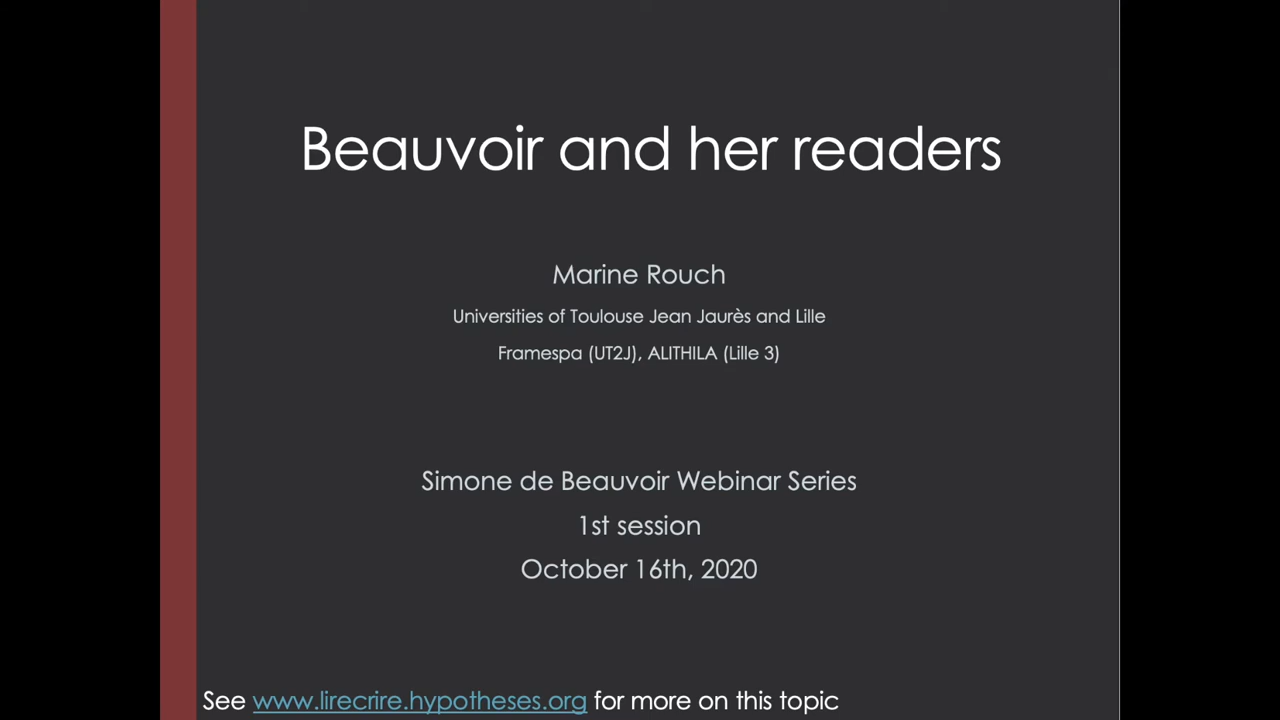 Beauvoir and her readers
Marine Rouch
Universities of Toulouse Jean Jaurès and Lille
Framespa (UT2J), ALITHILA (Lille 3)
Simone de Beauvoir Webinar Series
1st session
October 16th, 2020
See www.lirecrire.hypotheses.org for more on this topic